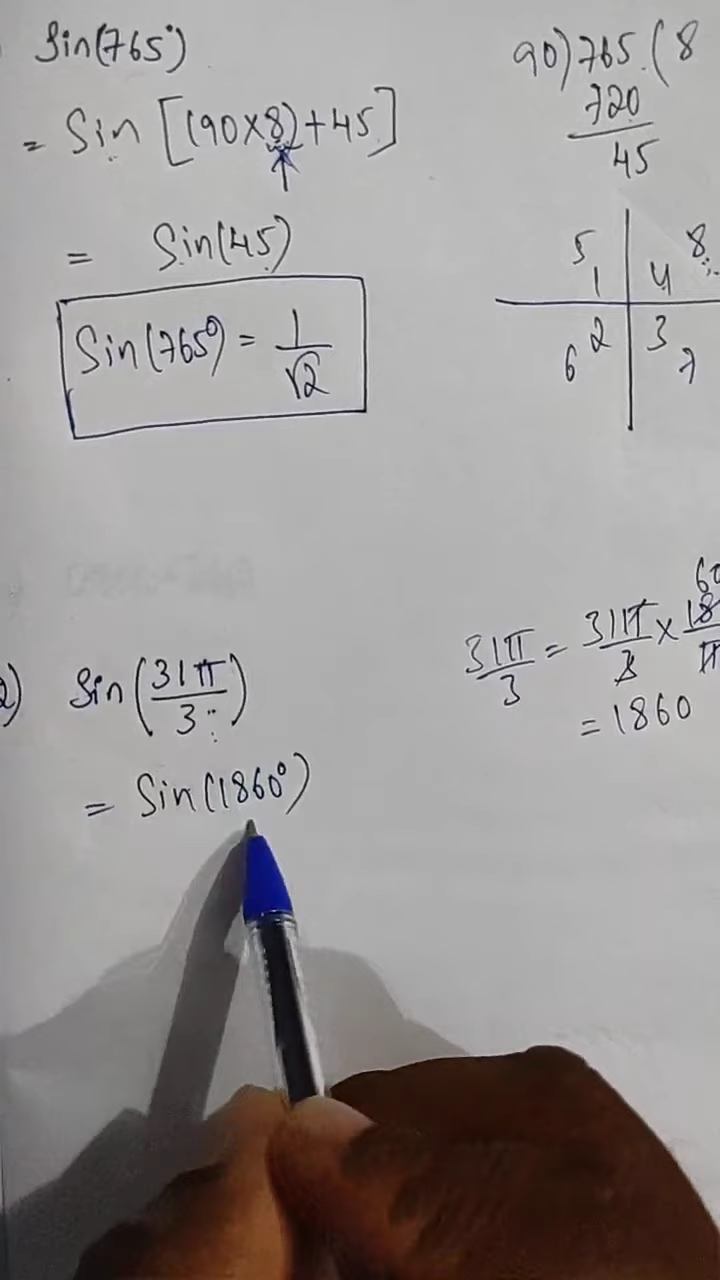 Sin(765°)
= Sin [(90×8)+45]
= Sin(45)
Sin(765°) = 1/√2
90)765(8
720
45
5 1 | 4 8
6 2 | 3 7
2) Sin(31π/3)
= Sin(1860°)
31π/3 = 31π/3 ×
60
= 1860